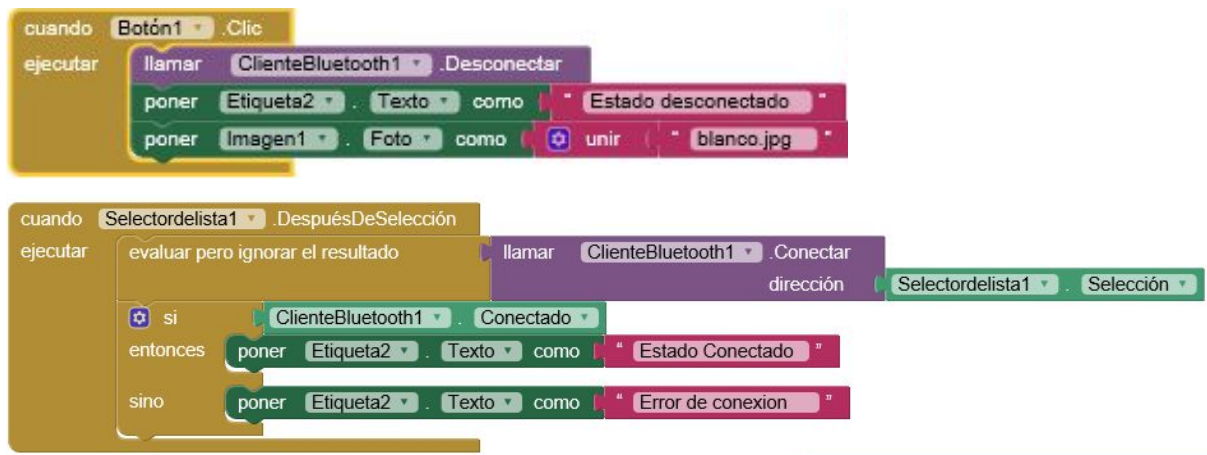 cuando Botón1 .Clic
ejecutar llamar ClienteBluetooth1 .Desconectar
poner Etiqueta2 . Texto como " Estado desconectado "
poner Imagen1 . Foto como unir " blanco.jpg "
cuando Selectordelista1 .DespuésDeSelección
ejecutar evaluar pero ignorar el resultado llamar ClienteBluetooth1 .Conectar
dirección Selectordelista1 . Selección
si ClienteBluetooth1 . Conectado
entonces poner Etiqueta2 . Texto como " Estado Conectado "
sino poner Etiqueta2 . Texto como " Error de conexion "